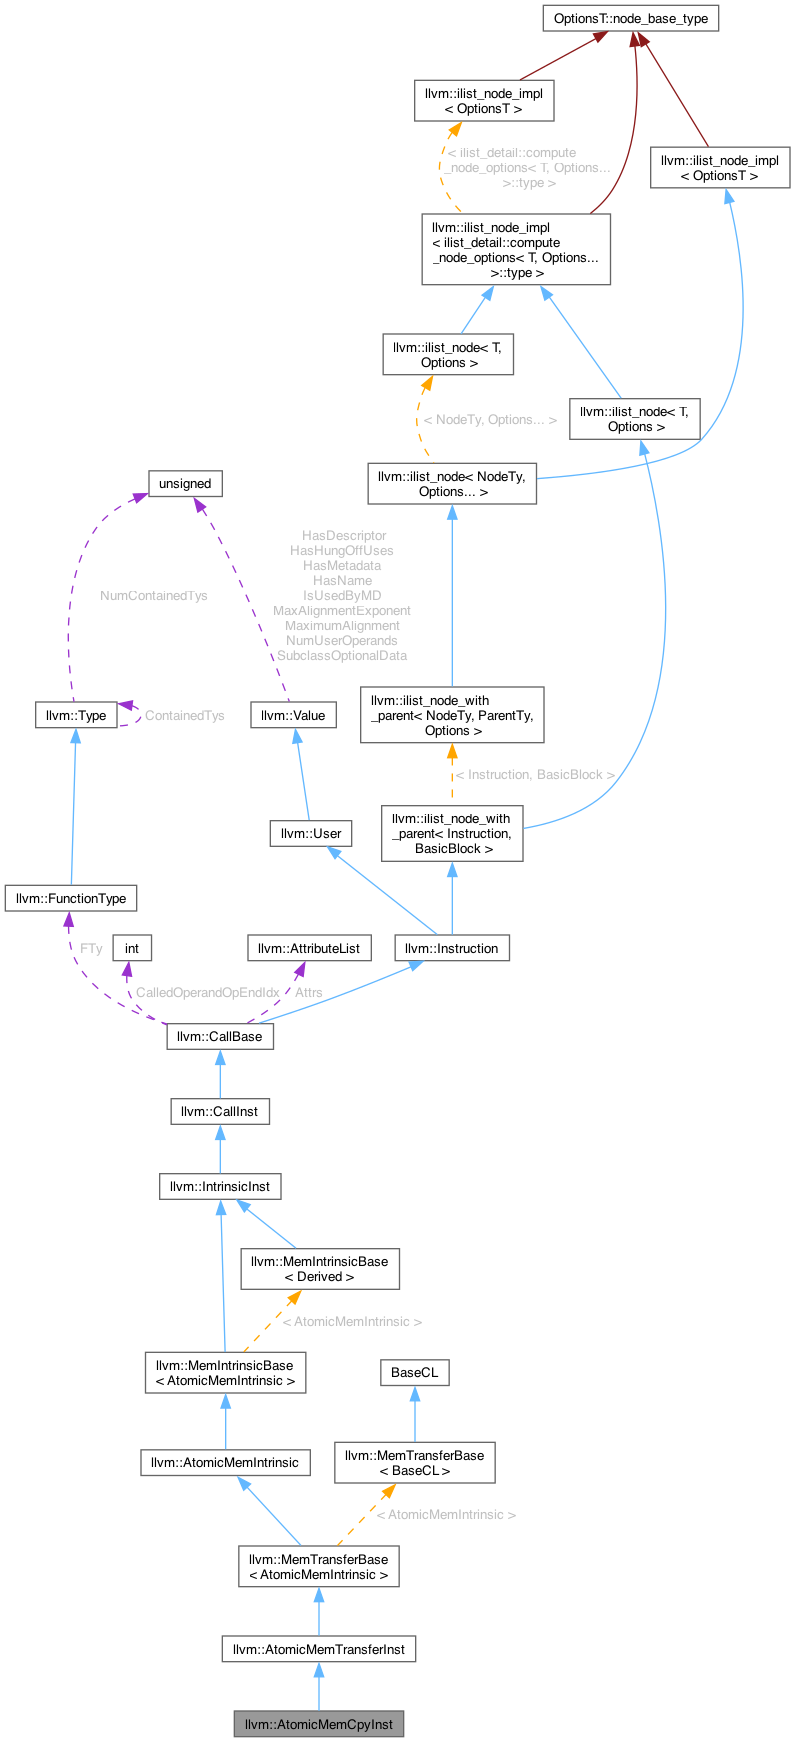 OptionsT::node_base_type
llvm::ilist_node_impl
< OptionsT >
< ilist_detail::compute
_node_options< T, Options...
>::type >
llvm::ilist_node_impl
< OptionsT >
llvm::ilist_node_impl
< ilist_detail::compute
_node_options< T, Options...
>::type >
llvm::ilist_node< T,
Options >
llvm::ilist_node< T,
Options >
< NodeTy, Options... >
llvm::ilist_node< NodeTy,
Options... >
unsigned
HasDescriptor
HasHungOffUses
HasMetadata
HasName
IsUsedByMD
MaxAlignmentExponent
MaximumAlignment
NumUserOperands
SubclassOptionalData
NumContainedTys
llvm::Type
ContainedTys
llvm::Value
llvm::ilist_node_with
_parent< NodeTy, ParentTy,
Options >
< Instruction, BasicBlock >
llvm::User
llvm::ilist_node_with
_parent< Instruction,
BasicBlock >
llvm::FunctionType
int
llvm::AttributeList
llvm::Instruction
FTy
CalledOperandOpEndIdx
Attrs
llvm::CallBase
llvm::CallInst
llvm::IntrinsicInst
llvm::MemIntrinsicBase
< Derived >
< AtomicMemIntrinsic >
llvm::MemIntrinsicBase
< AtomicMemIntrinsic >
BaseCL
llvm::AtomicMemIntrinsic
llvm::MemTransferBase
< BaseCL >
< AtomicMemIntrinsic >
llvm::MemTransferBase
< AtomicMemIntrinsic >
llvm::AtomicMemTransferInst
llvm::AtomicMemCpyInst